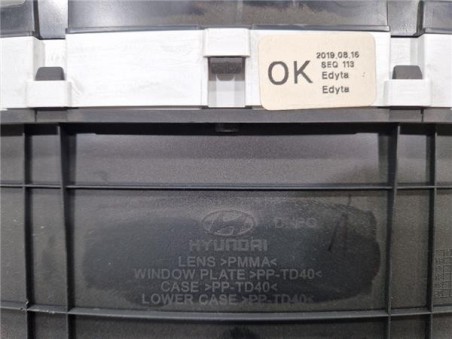 OK
2019.08.16
SEQ 113
Edyta
Edyta
HYUNDAI
LENS >PMMA<
WINDOW PLATE >PP-TD40<
CASE >PP-TD40<
LOWER CASE >PP-TD40<